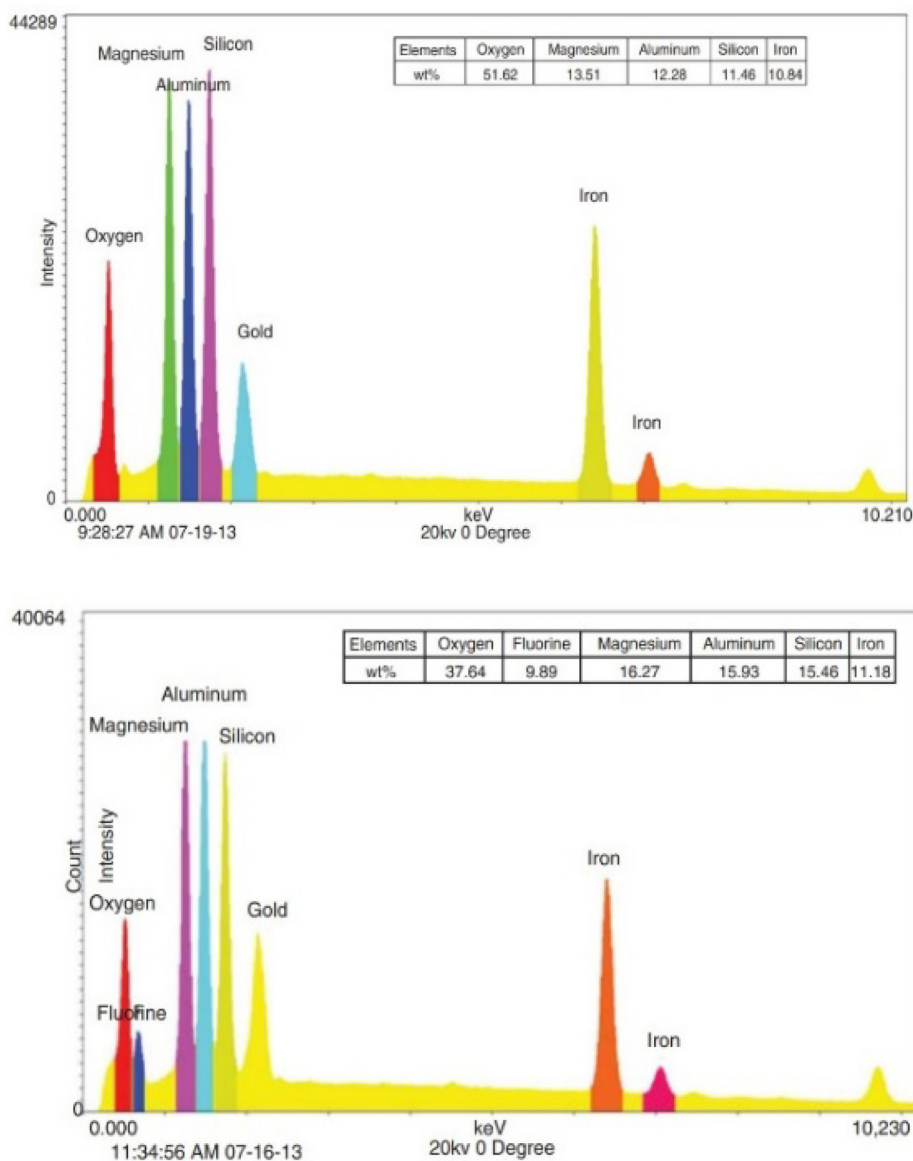 44289
Silicon
Magnesium
Aluminum
Elements Oxygen Magnesium Aluminum Silicon Iron
wt% 51.62 13.51 12.28 11.46 10.84
Iron
Oxygen
Intensity
Gold
Iron
0
0.000 keV 10.210
9:28:27 AM 07-19-13 20kv 0 Degree
40064
Elements Oxygen Fluorine Magnesium Aluminum Silicon Iron
wt% 37.64 9.89 16.27 15.93 15.46 11.18
Aluminum
Magnesium
Silicon
Count
Intensity
Iron
Oxygen
Gold
Fluorine
Iron
0
0.000 keV 10,230
11:34:56 AM 07-16-13 20kv 0 Degree